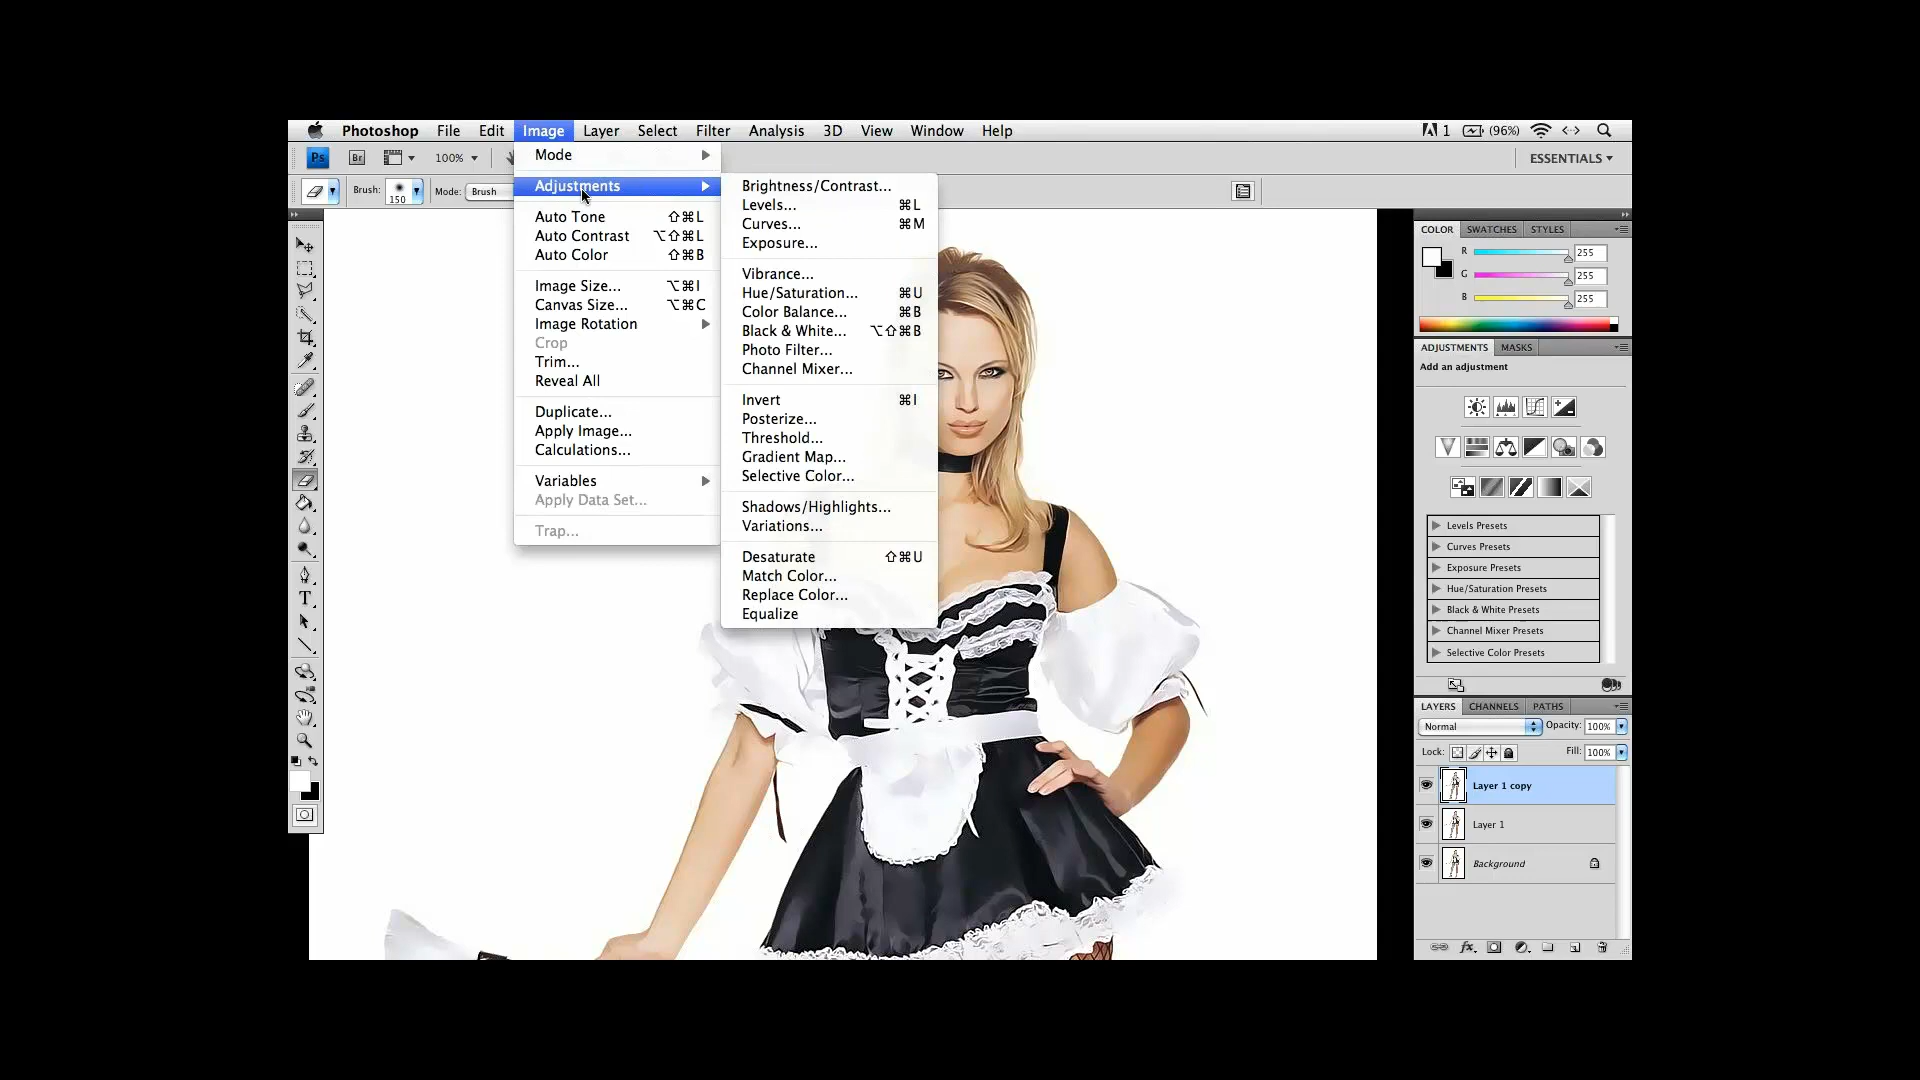 Photoshop File Edit Image Layer Select Filter Analysis 3D View Window Help 1 (96%)
Ps Br 100% ESSENTIALS
Brush: 150 Mode: Brush
Mode
Adjustments
Auto Tone ⇧⌘L
Auto Contrast ⌥⇧⌘L
Auto Color ⇧⌘B
Image Size... ⌥⌘I
Canvas Size... ⌥⌘C
Image Rotation
Crop
Trim...
Reveal All
Duplicate...
Apply Image...
Calculations...
Variables
Apply Data Set...
Trap...
Brightness/Contrast...
Levels... ⌘L
Curves... ⌘M
Exposure...
Vibrance...
Hue/Saturation... ⌘U
Color Balance... ⌘B
Black & White... ⌥⇧⌘B
Photo Filter...
Channel Mixer...
Invert ⌘I
Posterize...
Threshold...
Gradient Map...
Selective Color...
Shadows/Highlights...
Variations...
Desaturate ⇧⌘U
Match Color...
Replace Color...
Equalize
COLOR SWATCHES STYLES
R 255
G 255
B 255
ADJUSTMENTS MASKS
Add an adjustment
Levels Presets
Curves Presets
Exposure Presets
Hue/Saturation Presets
Black & White Presets
Channel Mixer Presets
Selective Color Presets
LAYERS CHANNELS PATHS
Normal Opacity: 100%
Lock: Fill: 100%
Layer 1 copy
Layer 1
Background